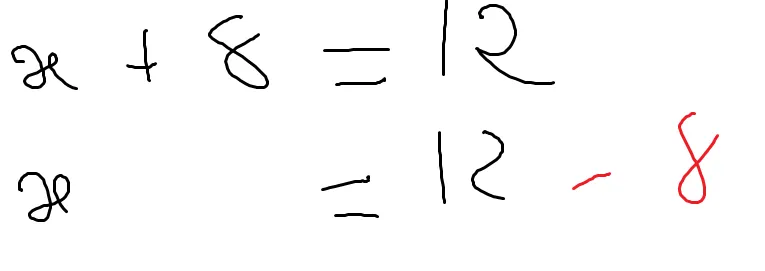 x + 8 = 12
x = 12 - 8